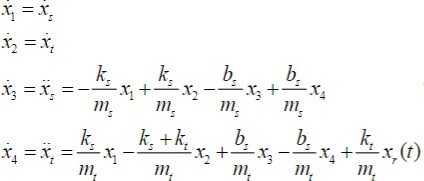 ẋ₁ = ẋₛ
ẋ₂ = ẋₜ
ẋ₃ = ẍₛ = −(kₛ/mₛ)x₁ + (kₛ/mₛ)x₂ − (bₛ/mₛ)x₃ + (bₛ/mₛ)x₄
ẋ₄ = ẍₜ = (kₛ/mₜ)x₁ − ((kₛ + kₜ)/mₜ)x₂ + (bₛ/mₜ)x₃ − (bₛ/mₜ)x₄ + (kₜ/mₜ)xᵣ(t)